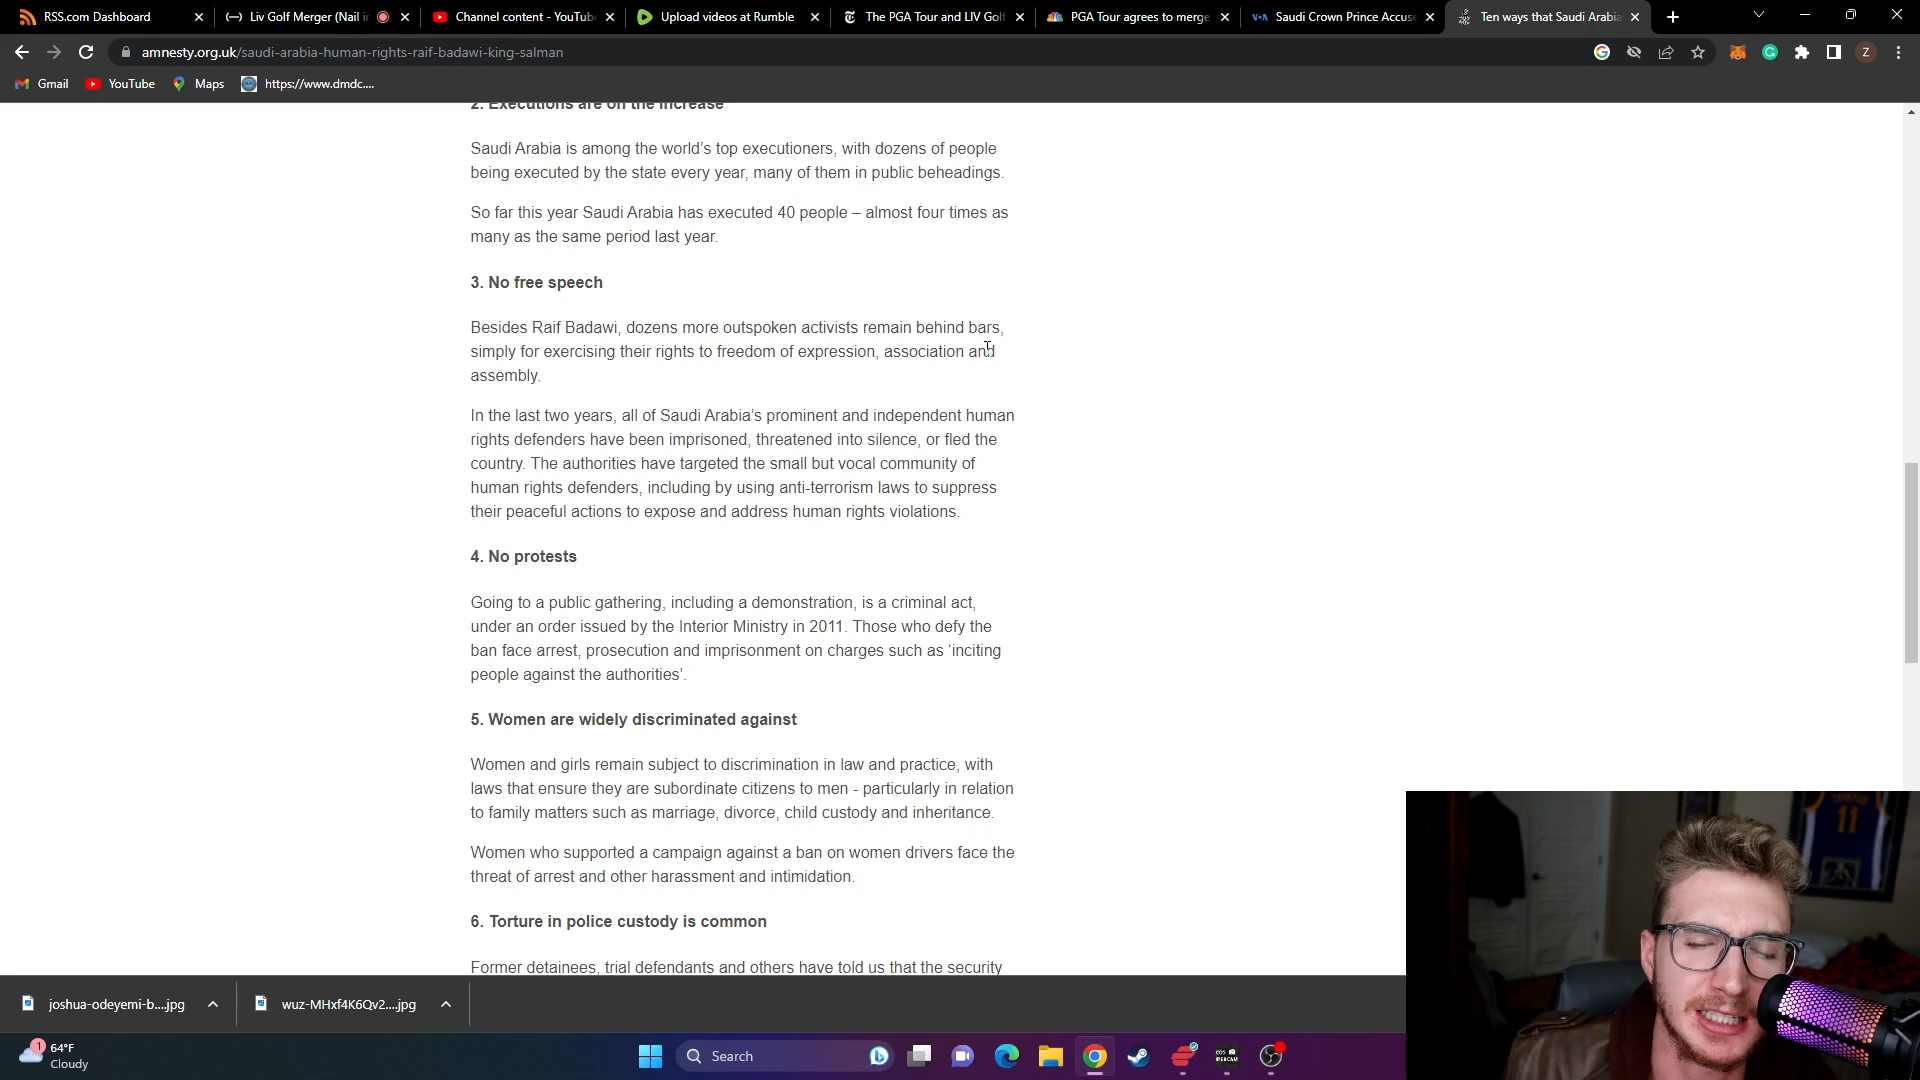 RSS.com Dashboard
Liv Golf Merger (Nail i
Channel content - YouTub
Upload videos at Rumble
The PGA Tour and LIV Golf
PGA Tour agrees to merge
VOA
Saudi Crown Prince Accuse
Ten ways that Saudi Arabia
amnesty.org.uk/saudi-arabia-human-rights-raif-badawi-king-salman
Z
Gmail
YouTube
Maps
https://www.dmdc....
2. Executions are on the increase
Saudi Arabia is among the world’s top executioners, with dozens of people
being executed by the state every year, many of them in public beheadings.
So far this year Saudi Arabia has executed 40 people – almost four times as
many as the same period last year.
3. No free speech
Besides Raif Badawi, dozens more outspoken activists remain behind bars,
simply for exercising their rights to freedom of expression, association and
assembly.
In the last two years, all of Saudi Arabia’s prominent and independent human
rights defenders have been imprisoned, threatened into silence, or fled the
country. The authorities have targeted the small but vocal community of
human rights defenders, including by using anti-terrorism laws to suppress
their peaceful actions to expose and address human rights violations.
4. No protests
Going to a public gathering, including a demonstration, is a criminal act,
under an order issued by the Interior Ministry in 2011. Those who defy the
ban face arrest, prosecution and imprisonment on charges such as ‘inciting
people against the authorities’.
5. Women are widely discriminated against
Women and girls remain subject to discrimination in law and practice, with
laws that ensure they are subordinate citizens to men - particularly in relation
to family matters such as marriage, divorce, child custody and inheritance.
Women who supported a campaign against a ban on women drivers face the
threat of arrest and other harassment and intimidation.
6. Torture in police custody is common
Former detainees, trial defendants and others have told us that the security
11
joshua-odeyemi-b....jpg
wuz-MHxf4K6Qv2....jpg
1
64°F
Cloudy
Search
EOS
WEBCAM